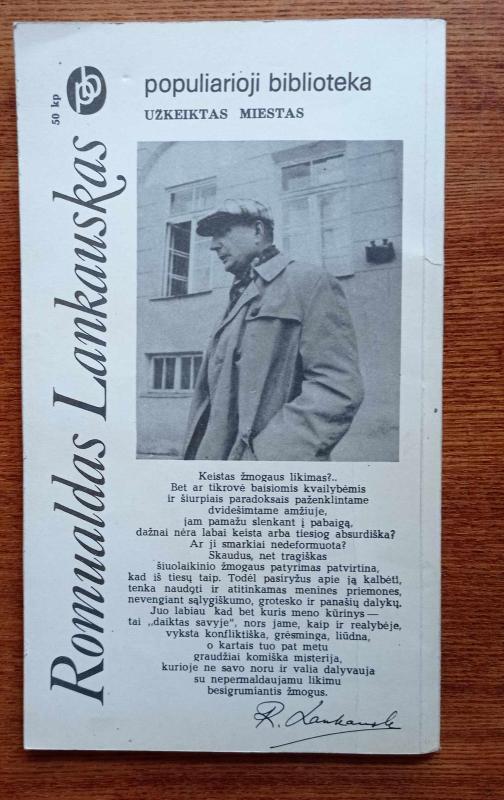 populiarioji biblioteka
UŽKEIKTAS MIESTAS
50 kp
pb
Romualdas Lankauskas
Keistas žmogaus likimas?..
Bet ar tikrovė baisiomis kvailybėmis
ir šiurpiais paradoksais paženklintame
dvidešimtame amžiuje,
jam pamažu slenkant į pabaigą,
dažnai nėra labai keista arba tiesiog absurdiška?
Ar ji smarkiai nedeformuota?
Skaudus, net tragiškas
šiuolaikinio žmogaus patyrimas patvirtina,
kad iš tiesų taip. Todėl pasiryžus apie ją kalbėti,
tenka naudoti ir atitinkamas menines priemones,
nevengiant sąlygiškumo, grotesko ir panašių dalykų.
Juo labiau kad bet kuris meno kūrinys —
tai „daiktas savyje", nors jame, kaip ir realybėje,
vyksta konfliktiška, grėsminga, liūdna,
o kartais tuo pat metu
graudžiai komiška misterija,
kurioje ne savo noru ir valia dalyvauja
su nepermaldaujamu likimu
besigrumiantis žmogus.
R. Lankausk